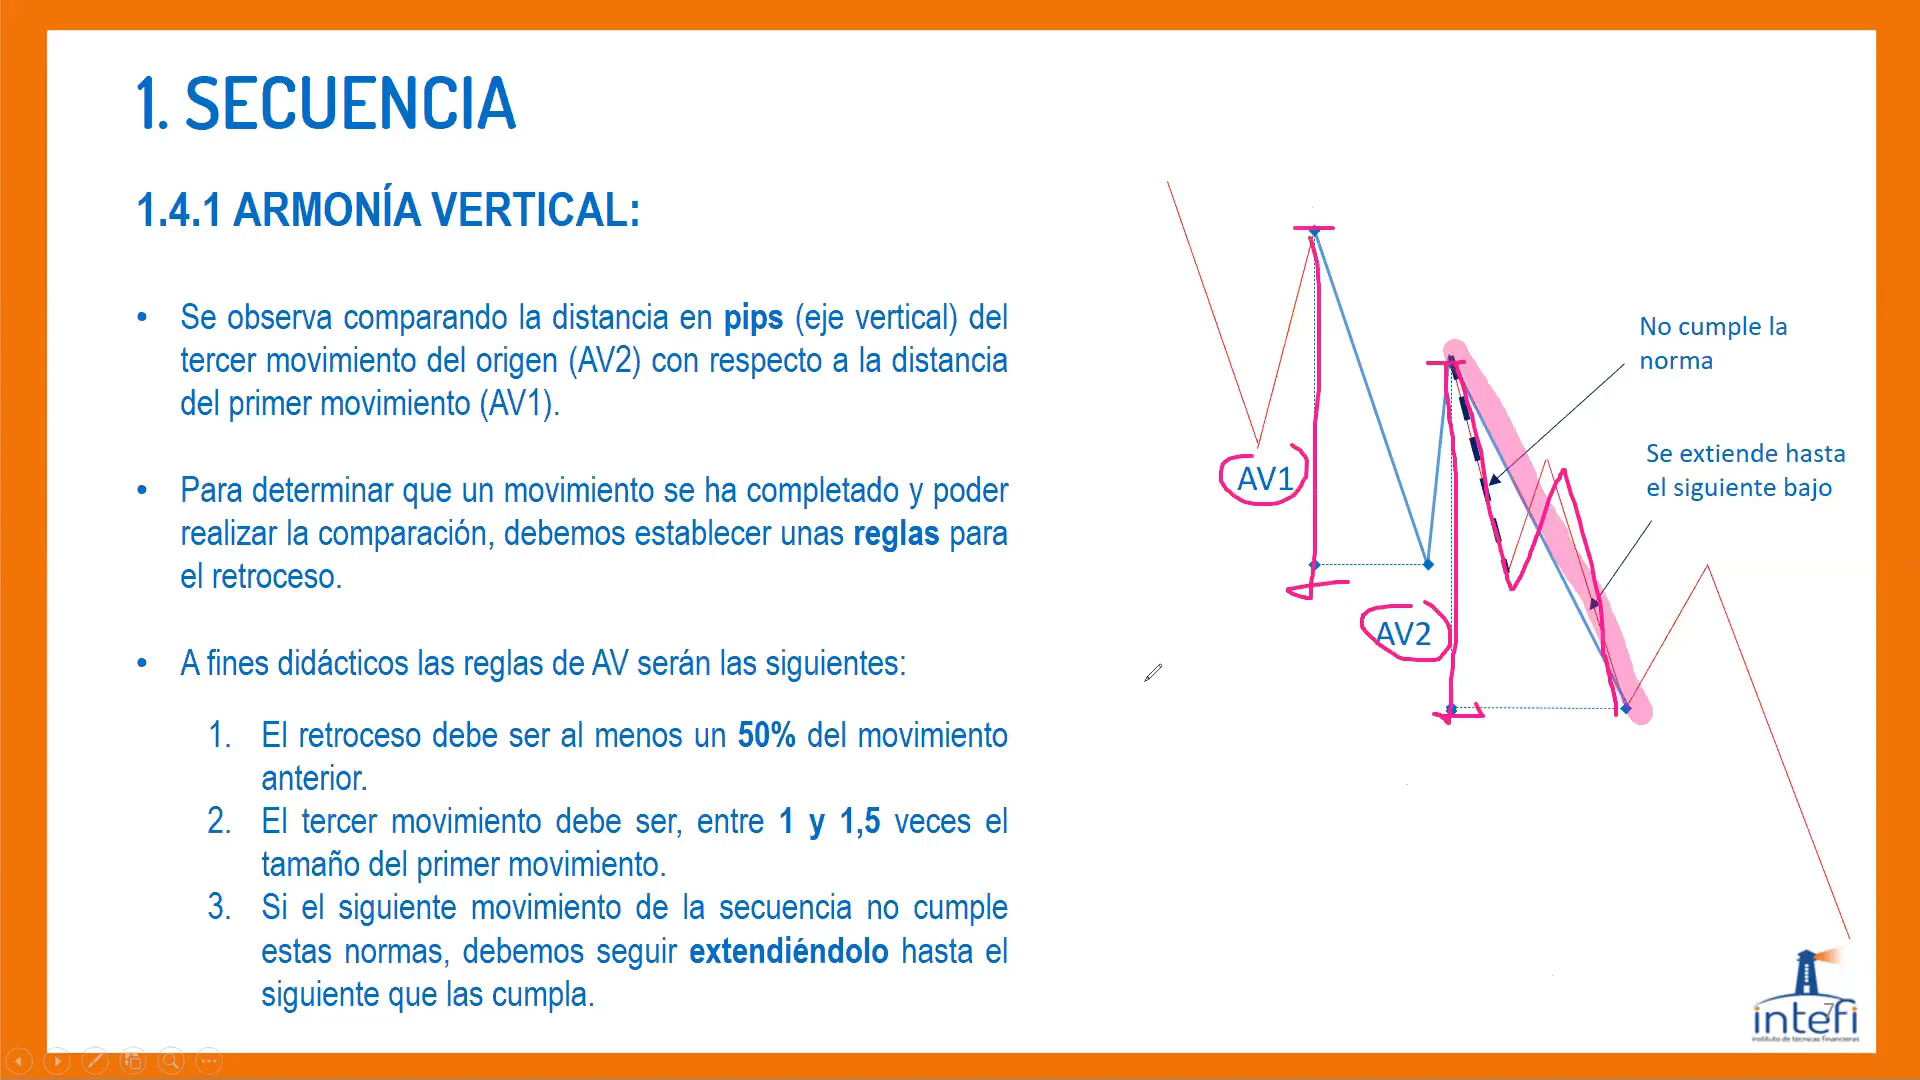 1. SECUENCIA
1.4.1 ARMONÍA VERTICAL:
• Se observa comparando la distancia en pips (eje vertical) del
tercer movimiento del origen (AV2) con respecto a la distancia
del primer movimiento (AV1).
• Para determinar que un movimiento se ha completado y poder
realizar la comparación, debemos establecer unas reglas para
el retroceso.
• A fines didácticos las reglas de AV serán las siguientes:
1. El retroceso debe ser al menos un 50% del movimiento
anterior.
2. El tercer movimiento debe ser, entre 1 y 1,5 veces el
tamaño del primer movimiento.
3. Si el siguiente movimiento de la secuencia no cumple
estas normas, debemos seguir extendiéndolo hasta el
siguiente que las cumpla.
No cumple la
norma
Se extiende hasta
el siguiente bajo
AV1
AV2
7
intefi
instituto de técnicas financieras